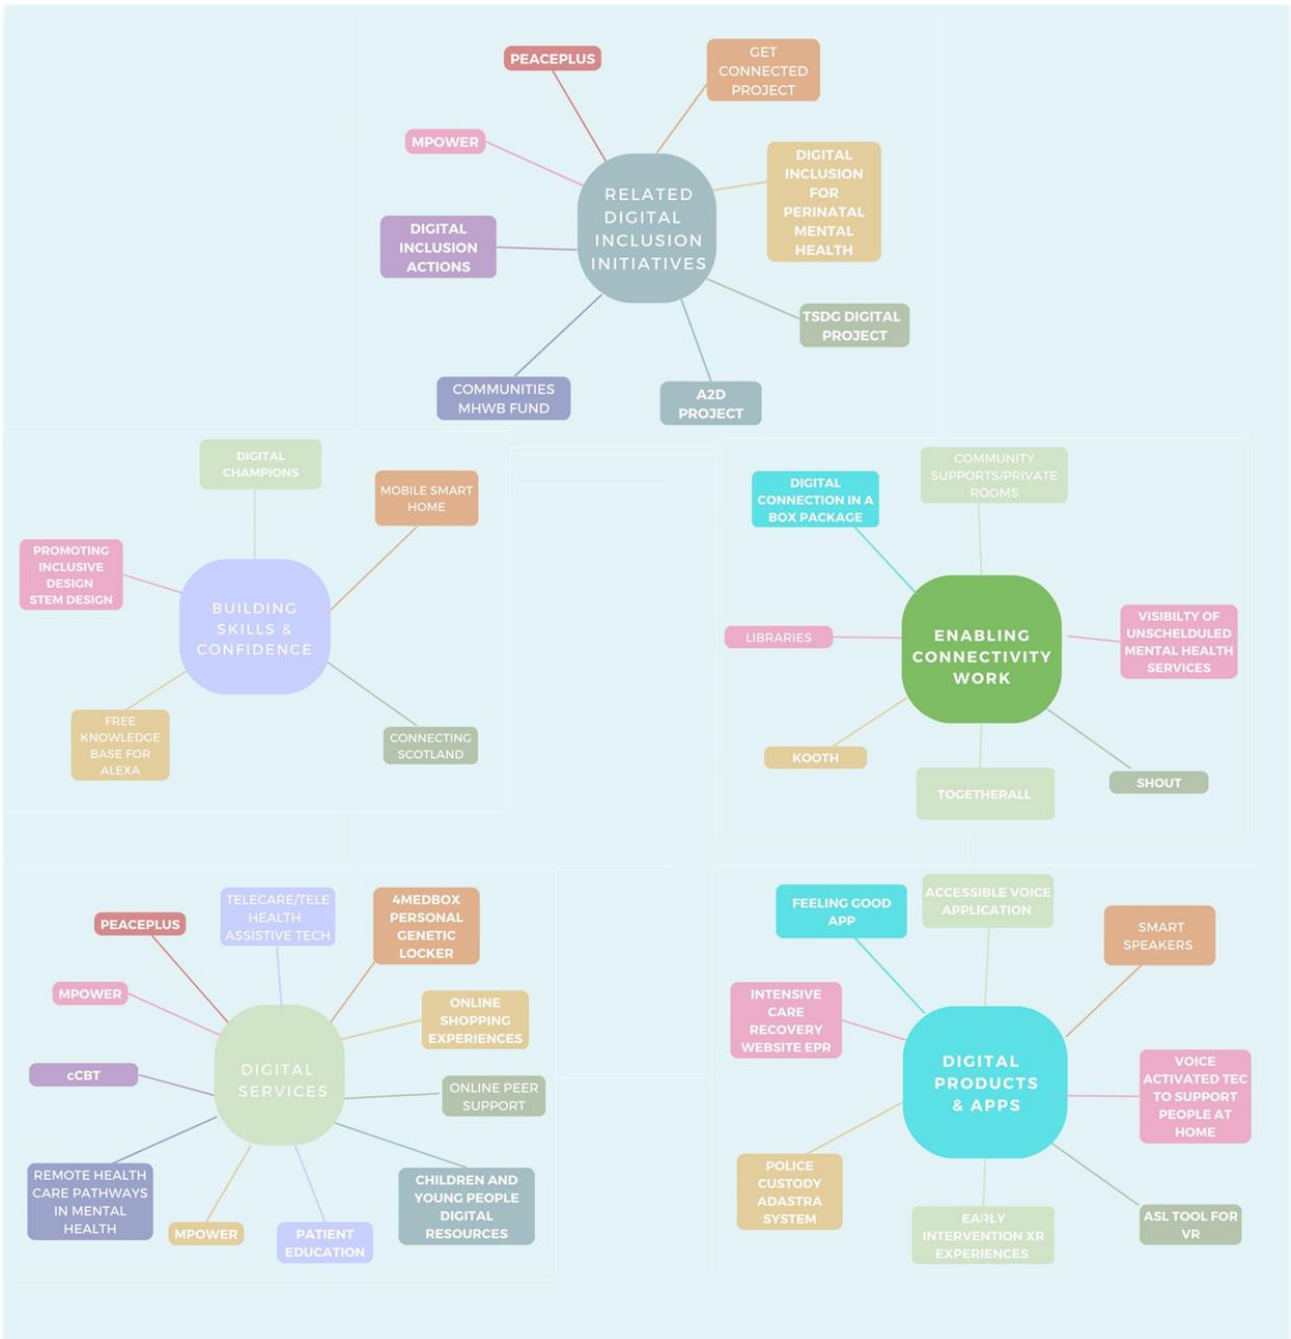 PEACEPLUS
GET
CONNECTED
PROJECT
MPOWER
DIGITAL
INCLUSION
FOR
PERINATAL
MENTAL
HEALTH
RELATED
DIGITAL
INCLUSION
INITIATIVES
DIGITAL
INCLUSION
ACTIONS
TSDG DIGITAL
PROJECT
COMMUNITIES
MHWB FUND
A2D
PROJECT
DIGITAL
CHAMPIONS
MOBILE SMART
HOME
PROMOTING
INCLUSIVE
DESIGN
STEM DESIGN
BUILDING
SKILLS &
CONFIDENCE
FREE
KNOWLEDGE
BASE FOR
ALEXA
CONNECTING
SCOTLAND
DIGITAL
CONNECTION IN A
BOX PACKAGE
COMMUNITY
SUPPORTS/PRIVATE
ROOMS
LIBRARIES
ENABLING
CONNECTIVITY
WORK
VISIBILTY OF
UNSCHELDULED
MENTAL HEALTH
SERVICES
KOOTH
TOGETHERALL
SHOUT
PEACEPLUS
TELECARE/TELE
HEALTH
ASSISTIVE TECH
4MEDBOX
PERSONAL
GENETIC
LOCKER
MPOWER
ONLINE
SHOPPING
EXPERIENCES
cCBT
DIGITAL
SERVICES
ONLINE PEER
SUPPORT
REMOTE HEALTH
CARE PATHWAYS
IN MENTAL
HEALTH
MPOWER
PATIENT
EDUCATION
CHILDREN AND
YOUNG PEOPLE
DIGITAL
RESOURCES
FEELING GOOD
APP
ACCESSIBLE VOICE
APPLICATION
SMART
SPEAKERS
INTENSIVE
CARE
RECOVERY
WEBSITE EPR
DIGITAL
PRODUCTS
& APPS
VOICE
ACTIVATED TEC
TO SUPPORT
PEOPLE AT
HOME
POLICE
CUSTODY
ADASTRA
SYSTEM
EARLY
INTERVENTION XR
EXPERIENCES
ASL TOOL FOR
VR